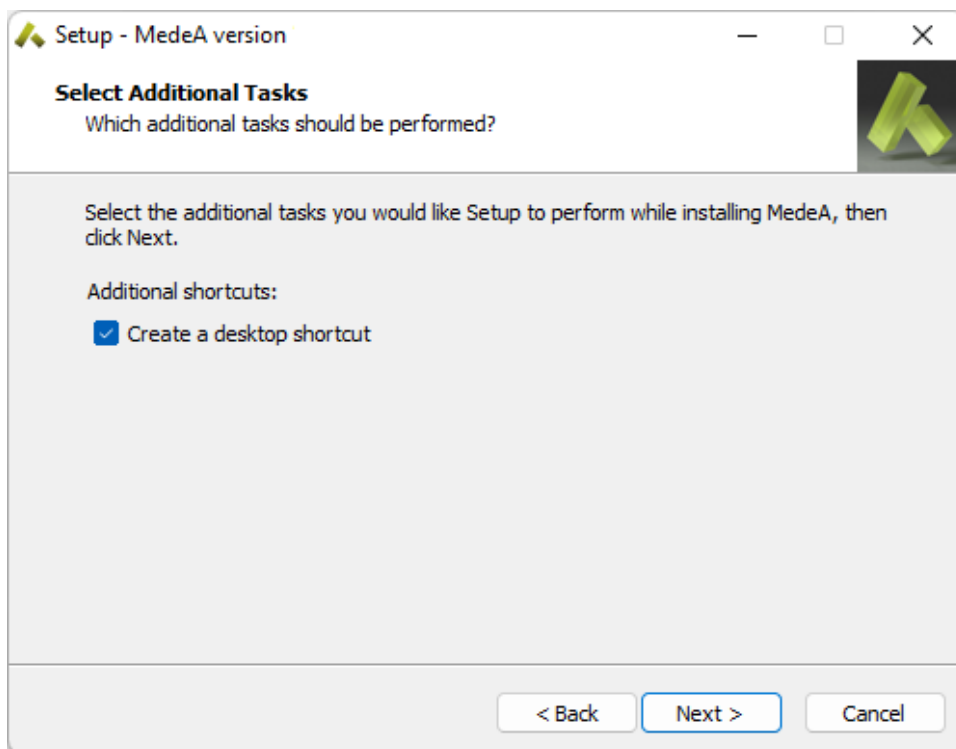 Setup - MedeA version
Select Additional Tasks
Which additional tasks should be performed?
Select the additional tasks you would like Setup to perform while installing MedeA, then
click Next.
Additional shortcuts:
Create a desktop shortcut
< Back
Next >
Cancel